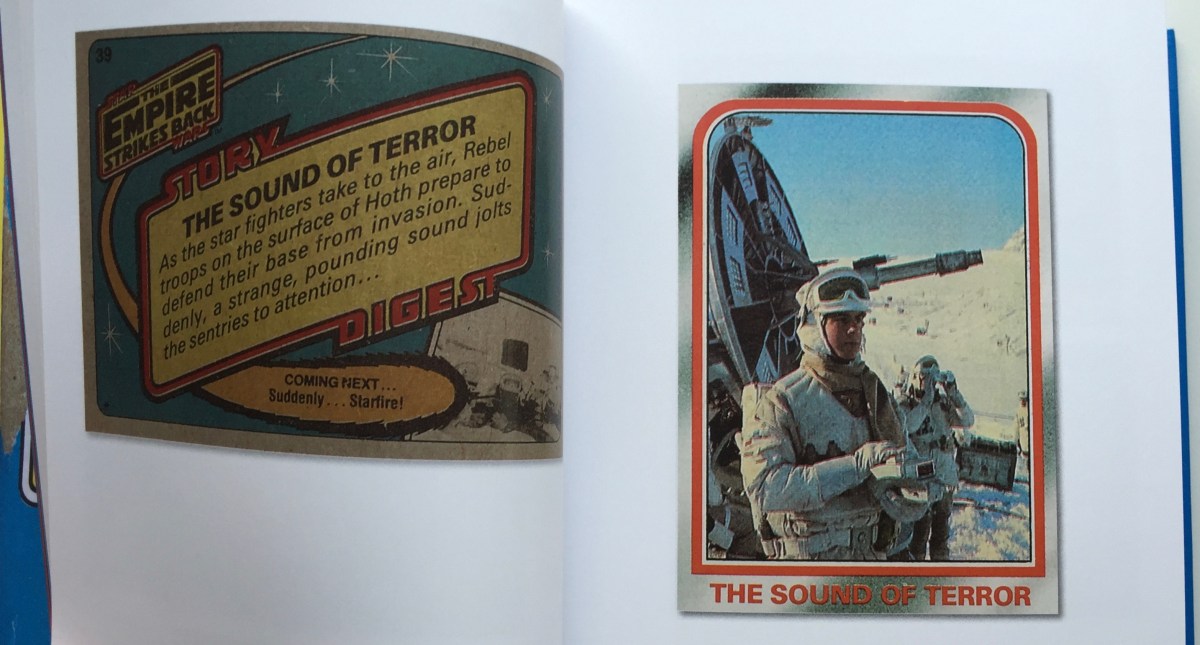 39
STAR
THE
EMPIRE
STRIKES BACK
WARS
STORY
THE SOUND OF TERROR
As the star fighters take to the air, Rebel
troops on the surface of Hoth prepare to
defend their base from invasion. Sud-
denly, a strange, pounding sound jolts
the sentries to attention...
DIGEST
COMING NEXT...
Suddenly... Starfire!
THE SOUND OF TERROR